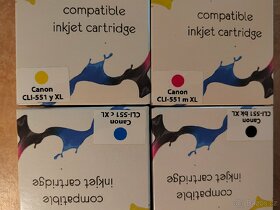 compatible
inkjet cartridge
Canon
CLI-551 y XL
compatible
inkjet cartridge
Canon
CLI-551 m XL
Canon
CLI-551 c XL
compatible
inkjet cartridge
Canon
CLI-551 bk XL
compatible
inkjet cartridge